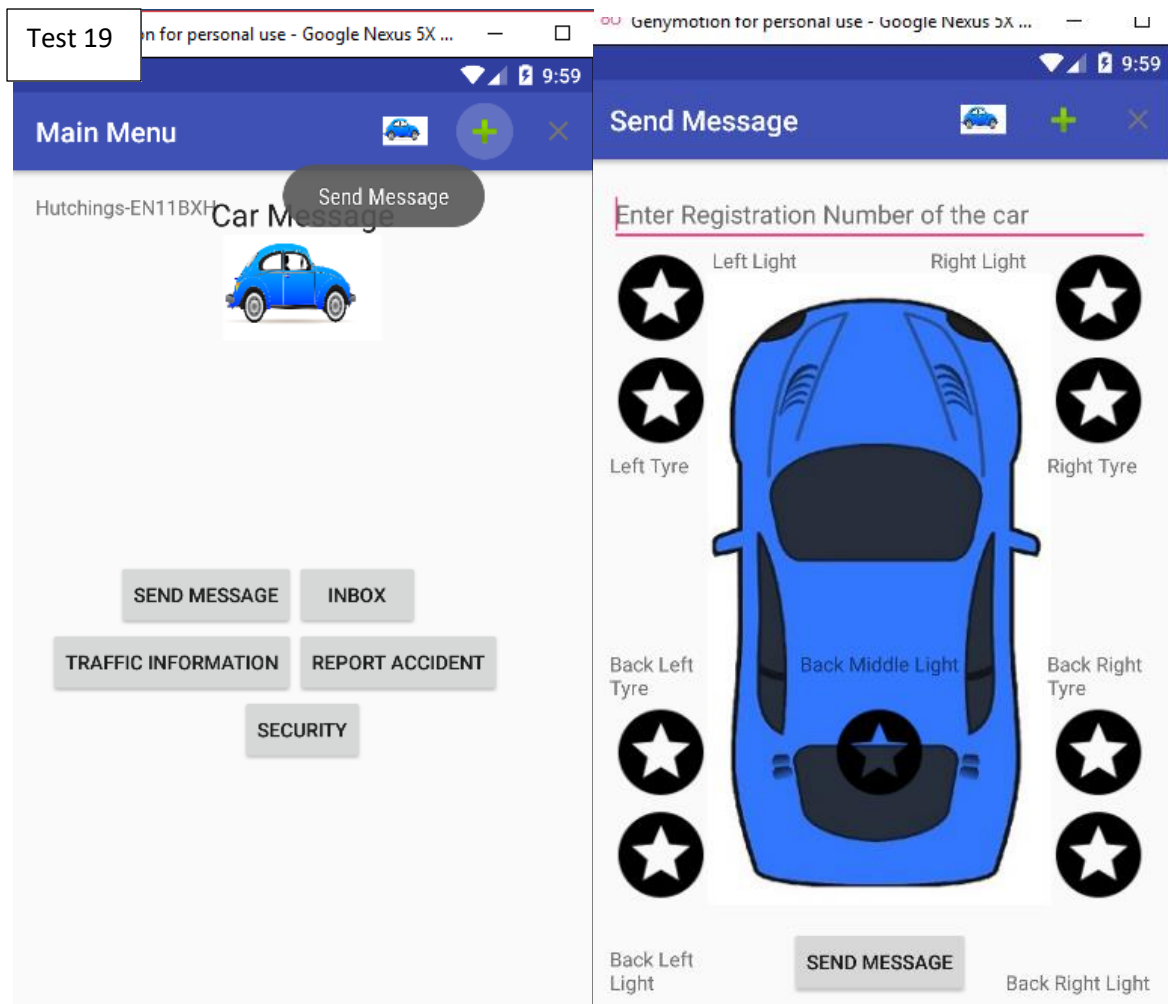 Test 19
n for personal use - Google Nexus 5X ...
9:59
Main Menu
Send Message
Hutchings-EN11BXH
Car Message
SEND MESSAGE
INBOX
TRAFFIC INFORMATION
REPORT ACCIDENT
SECURITY
Genymotion for personal use - Google Nexus 5X ...
9:59
Send Message
Enter Registration Number of the car
Left Light
Right Light
Left Tyre
Right Tyre
Back Left
Tyre
Back Middle Light
Back Right
Tyre
Back Left
Light
SEND MESSAGE
Back Right Light